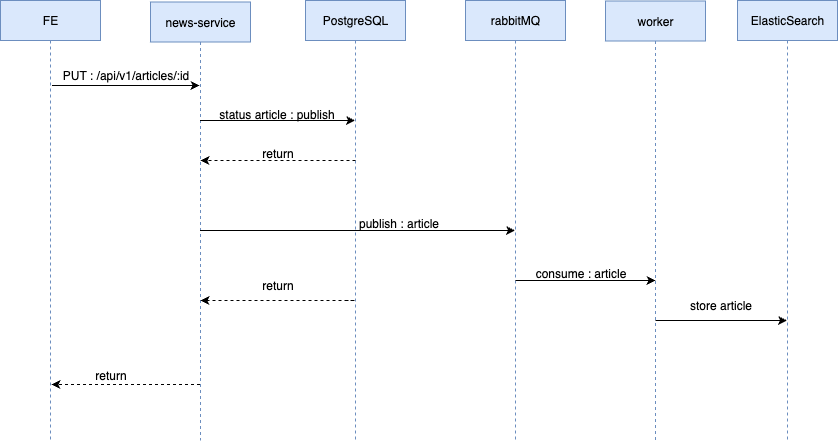 FE
news-service
PostgreSQL
rabbitMQ
worker
ElasticSearch
PUT : /api/v1/articles/:id
status article : publish
return
publish : article
consume : article
return
store article
return